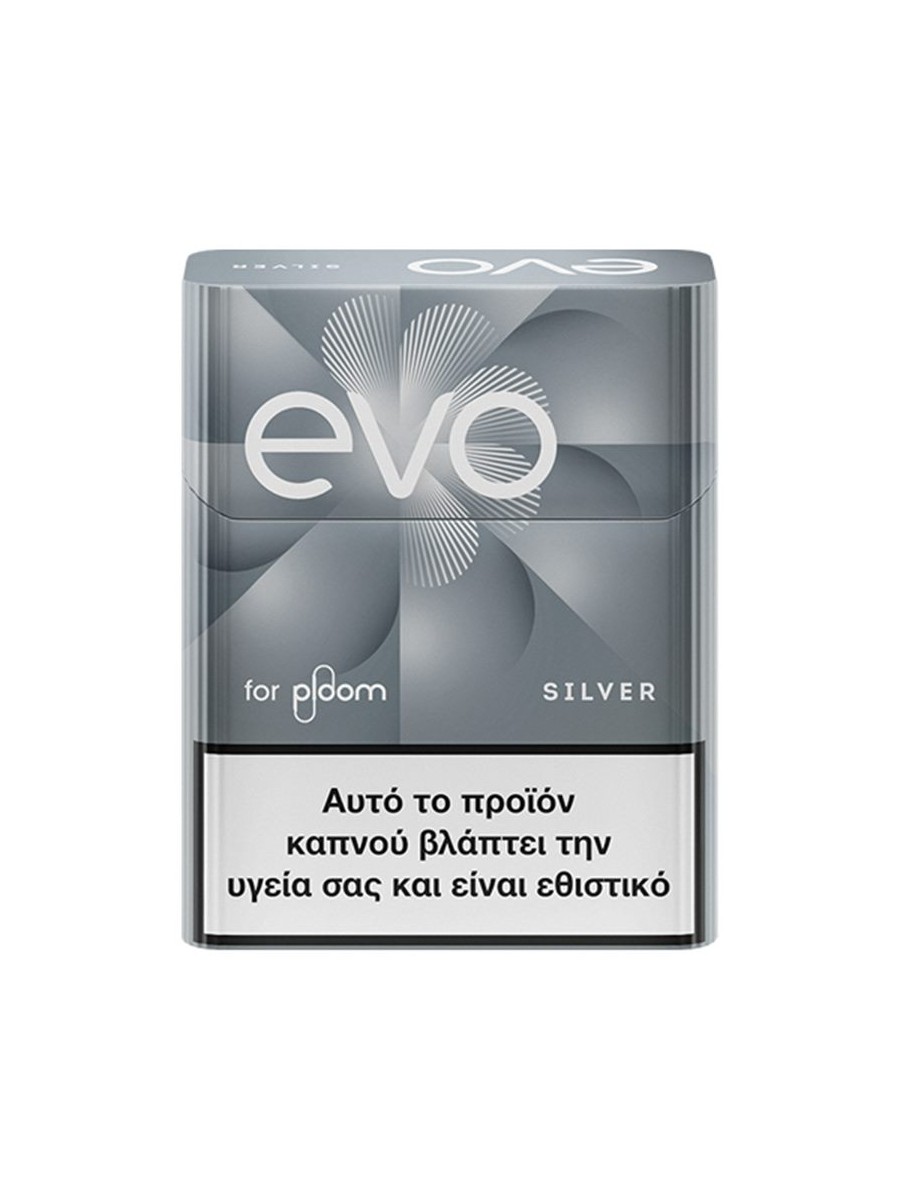 SILVER evo
evo
for ploom
SILVER
Αυτό το προϊόν
καπνού βλάπτει την
υγεία σας και είναι εθιστικό